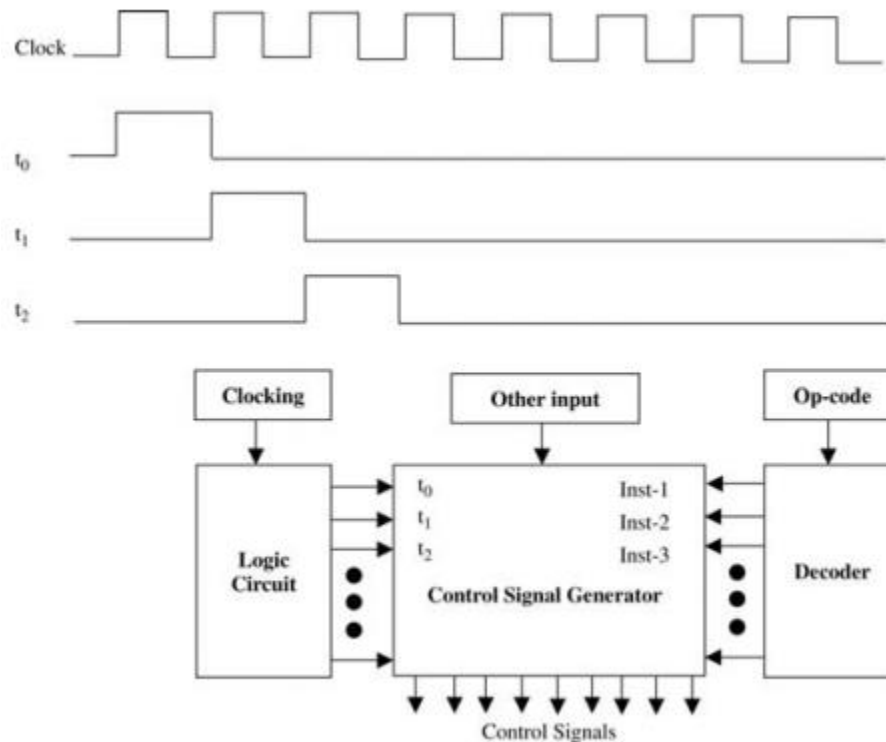 Clock
t₀
t₁
t₂
Clocking
Other input
Op-code
t₀ Inst-1
t₁ Inst-2
t₂ Inst-3
Logic
Circuit
Control Signal Generator
Decoder
Control Signals